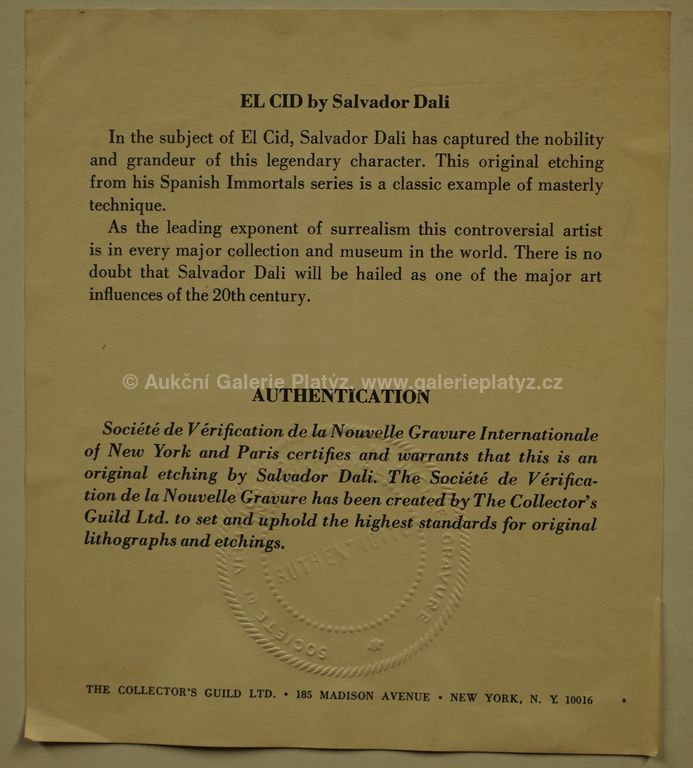 EL CID by Salvador Dali
In the subject of El Cid, Salvador Dali has captured the nobility
and grandeur of this legendary character. This original etching
from his Spanish Immortals series is a classic example of masterly
technique.
As the leading exponent of surrealism this controversial artist
is in every major collection and museum in the world. There is no
doubt that Salvador Dali will be hailed as one of the major art
influences of the 20th century.
© Aukční Galerie Platýz, www.galerieplatyz.cz
AUTHENTICATION
Société de Vérification de la Nouvelle Gravure Internationale
of New York and Paris certifies and warrants that this is an
original etching by Salvador Dali. The Société de Vérifica-
tion de la Nouvelle Gravure has been created by The Collector's
Guild Ltd. to set and uphold the highest standards for original
lithographs and etchings.
SOCIÉTÉ DE
GRAVURE
THE COLLECTOR'S GUILD LTD. • 185 MADISON AVENUE • NEW YORK, N. Y. 10016